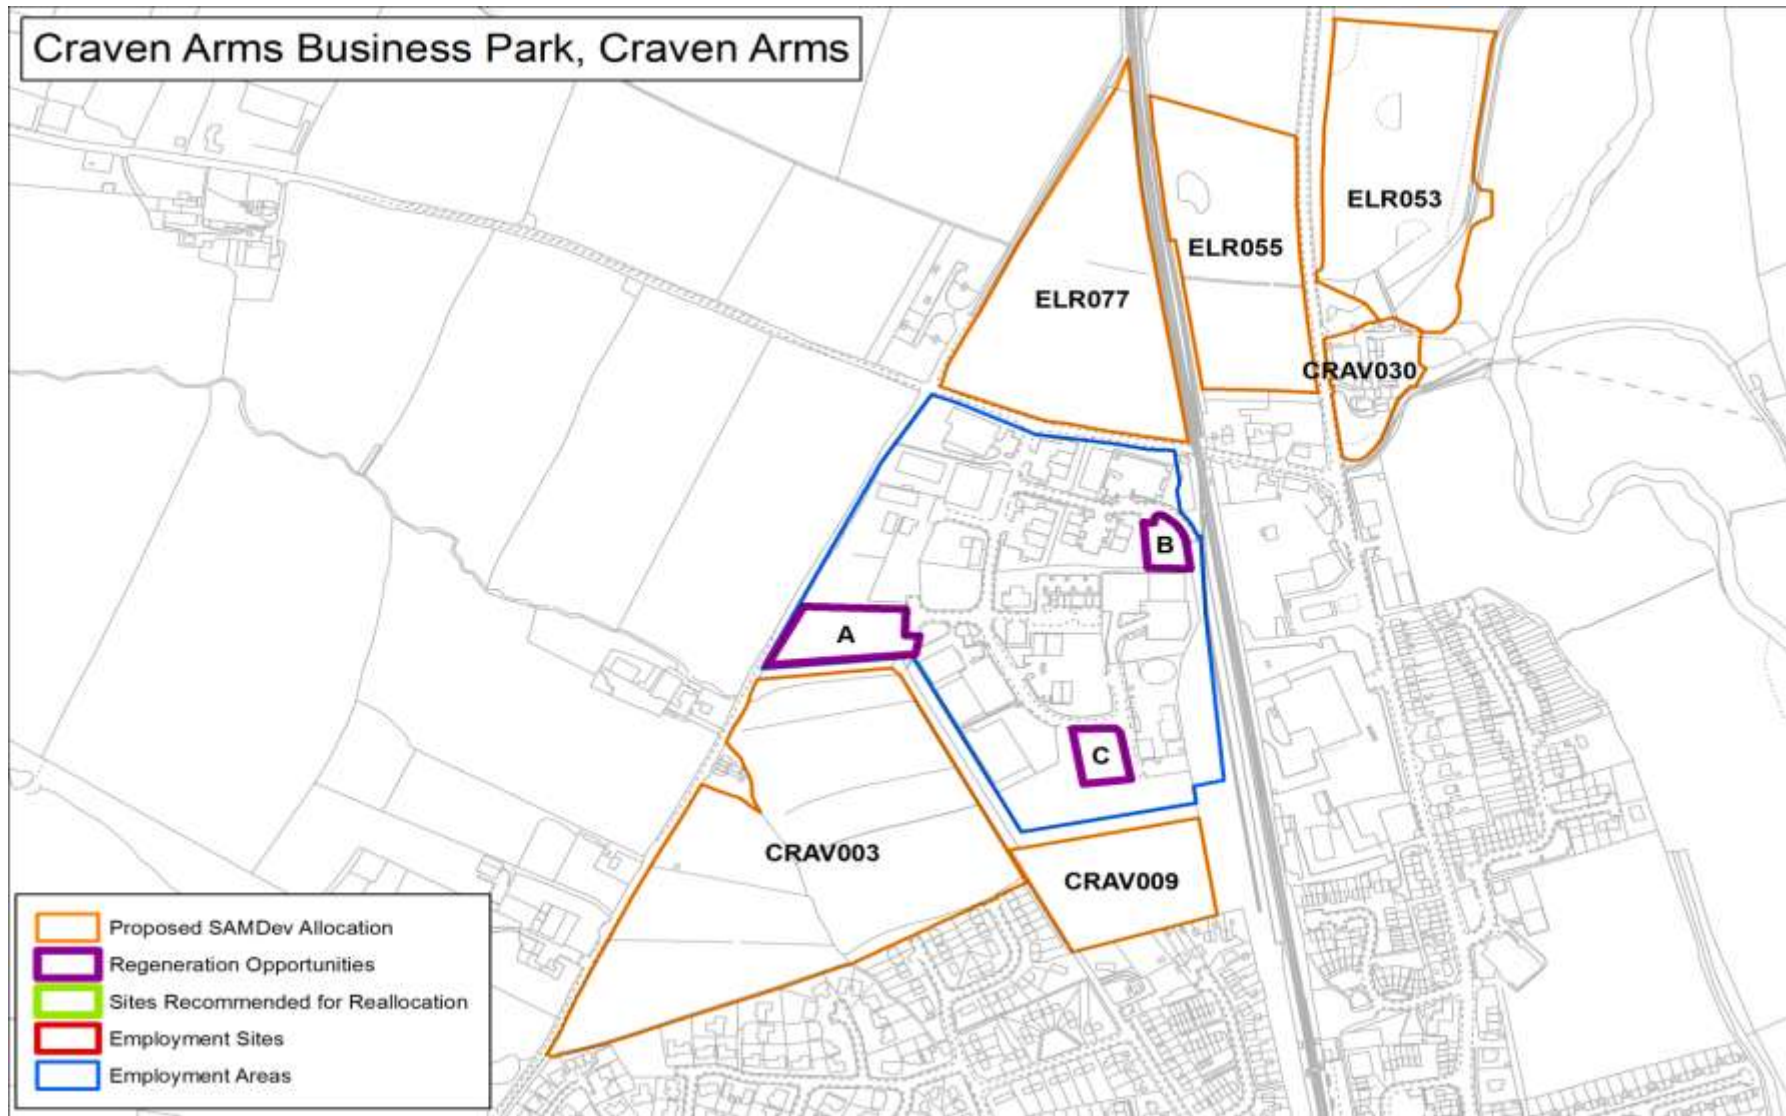 Craven Arms Business Park, Craven Arms
ELR053
ELR055
ELR077
CRAV030
B
A
C
CRAV003
CRAV009
Proposed SAMDev Allocation
Regeneration Opportunities
Sites Recommended for Reallocation
Employment Sites
Employment Areas